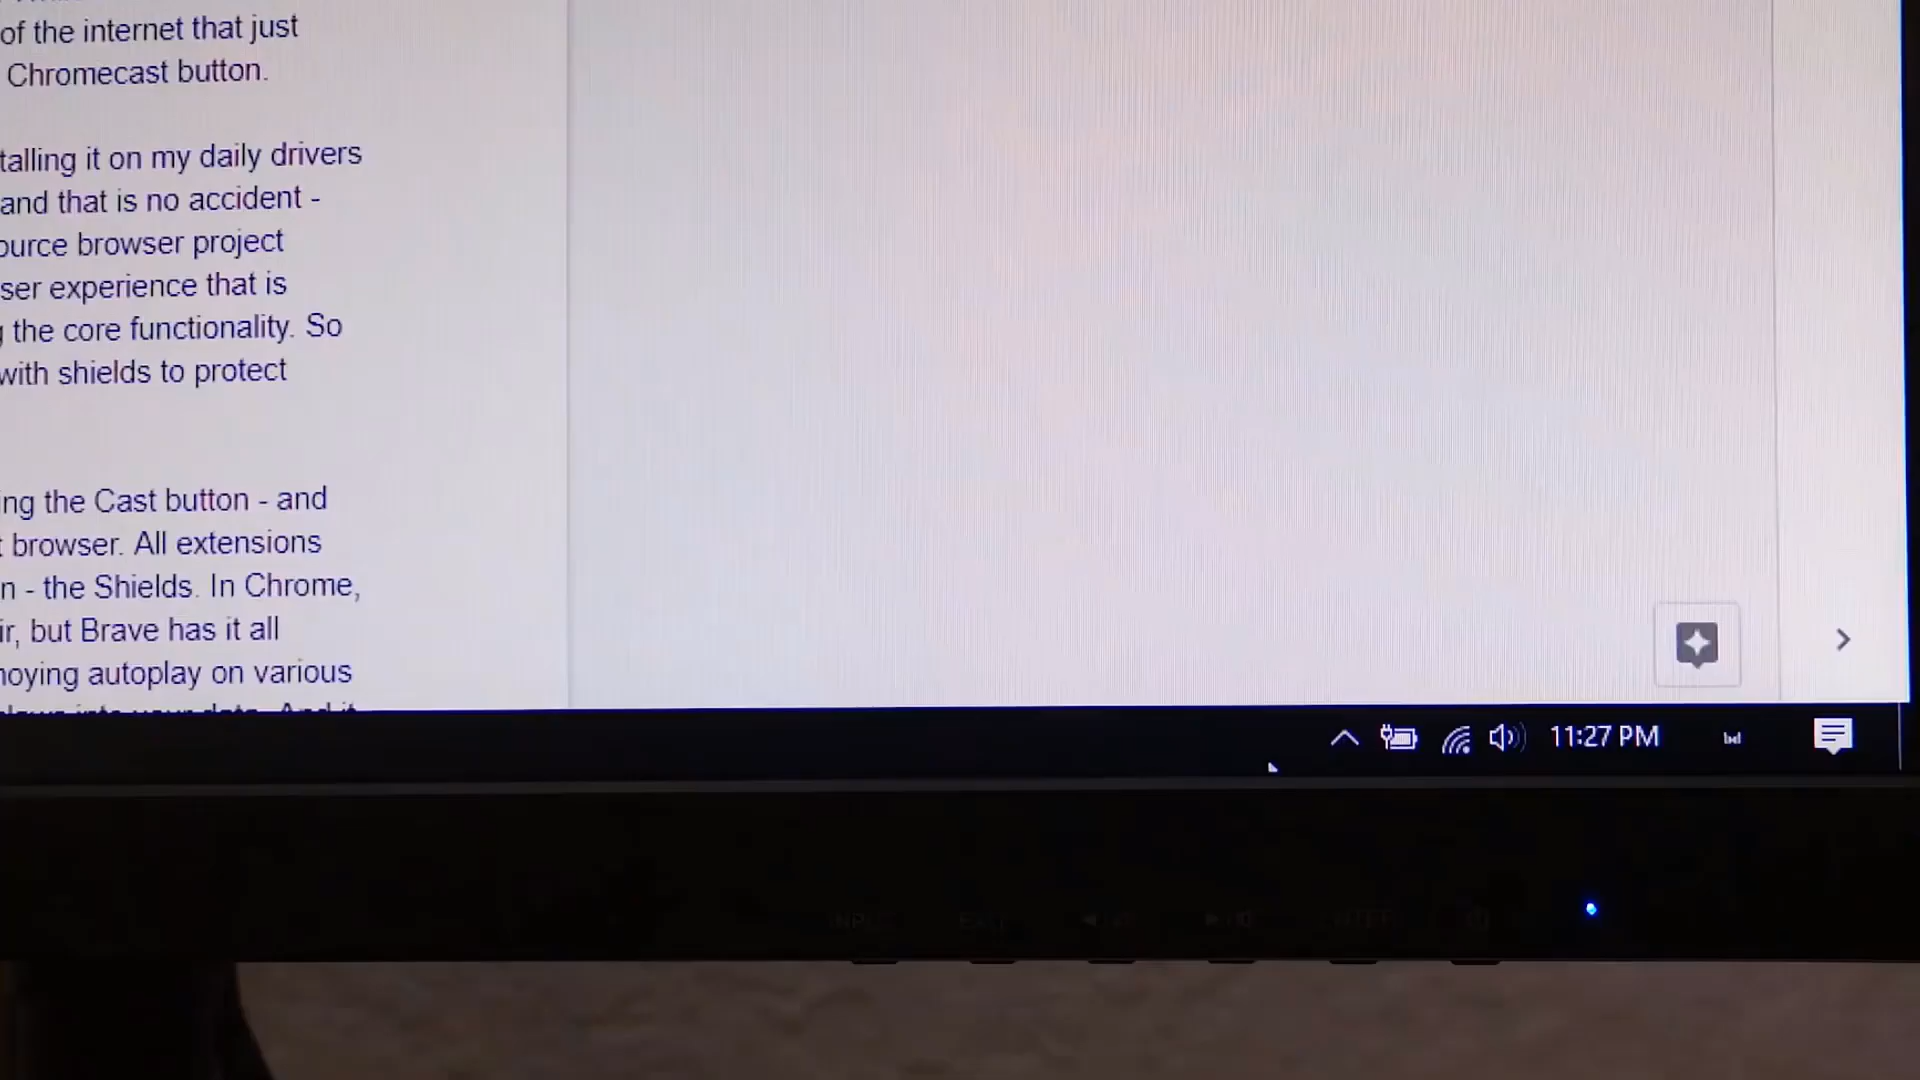 of the internet that just
Chromecast button.
talling it on my daily drivers
and that is no accident -
ource browser project
ser experience that is
the core functionality. So
with shields to protect
ing the Cast button - and
t browser. All extensions
n - the Shields. In Chrome,
ir, but Brave has it all
noying autoplay on various
11:27 PM